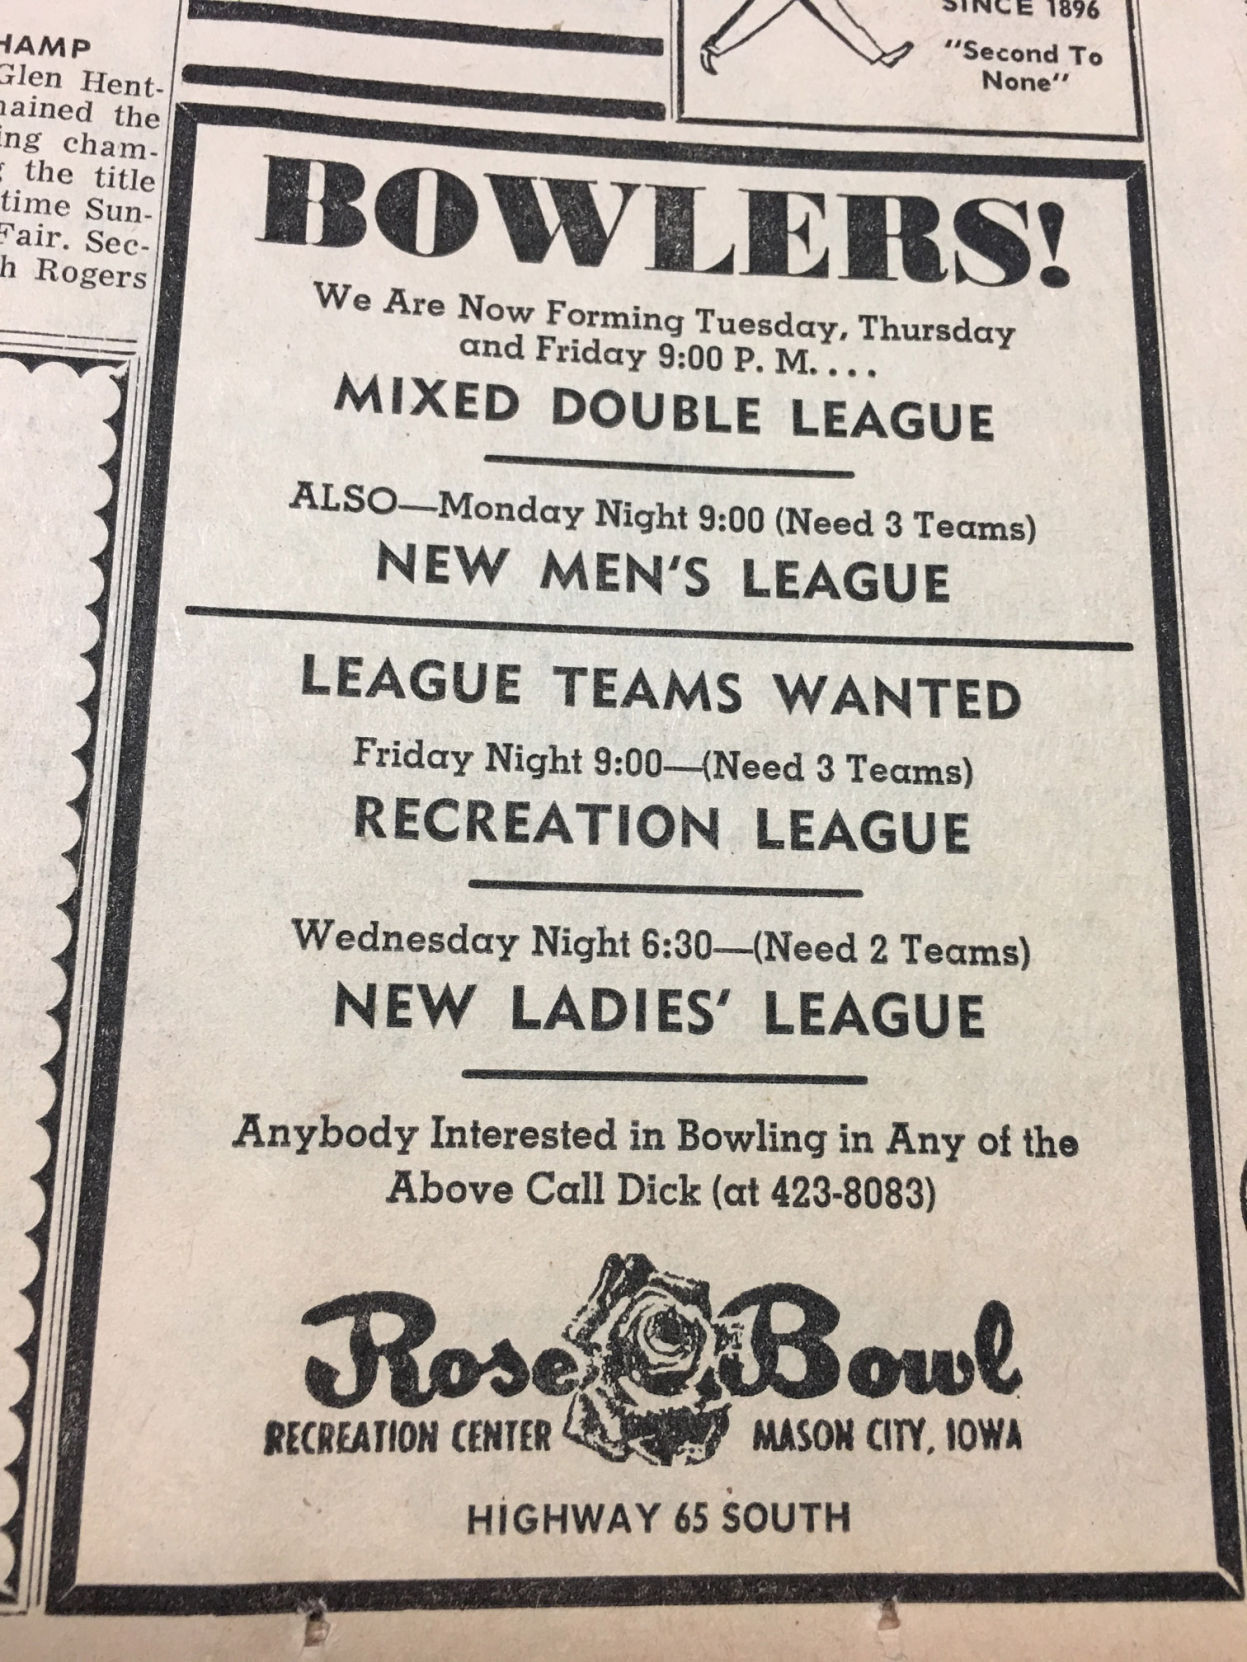 HAMP
Glen Hent-
the
cham-
the title
time Sun-
Fair. Sec-
Rogers
SINCE 1896
"Second To
None"
BOWLERS!
We Are Now Forming Tuesday, Thursday
and Friday 9:00 P. M. . . .
MIXED DOUBLE LEAGUE
ALSO—Monday Night 9:00 (Need 3 Teams)
NEW MEN'S LEAGUE
LEAGUE TEAMS WANTED
Friday Night 9:00—(Need 3 Teams)
RECREATION LEAGUE
Wednesday Night 6:30—(Need 2 Teams)
NEW LADIES' LEAGUE
Anybody Interested in Bowling in Any of the
Above Call Dick (at 423-8083)
Rose Bowl
RECREATION CENTER MASON CITY, IOWA
HIGHWAY 65 SOUTH